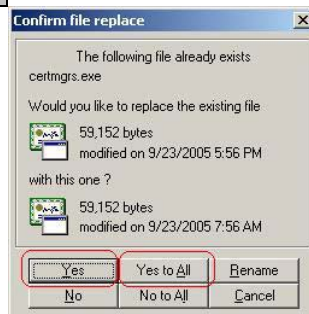 Confirm file replace
The following file already exists
certmgrs.exe
Would you like to replace the existing file
59,152 bytes
modified on 9/23/2005 5:56 PM
with this one ?
59,152 bytes
modified on 9/23/2005 7:56 AM
Yes Yes to All Rename
No No to All Cancel